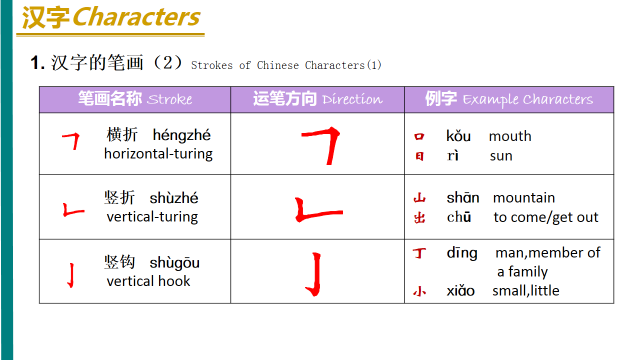 汉字Characters
1. 汉字的笔画（2）Strokes of Chinese Characters(1)
笔画名称 Stroke 运笔方向 Direction 例字 Example Characters
㇕ 横折 héngzhé
horizontal-turing
㇕
口 kǒu mouth
日 rì sun
㇗ 竖折 shùzhé
vertical-turing
㇗
山 shān mountain
出 chū to come/get out
亅 竖钩 shùgōu
vertical hook
亅
丁 dīng man,member of
a family
小 xiǎo small,little